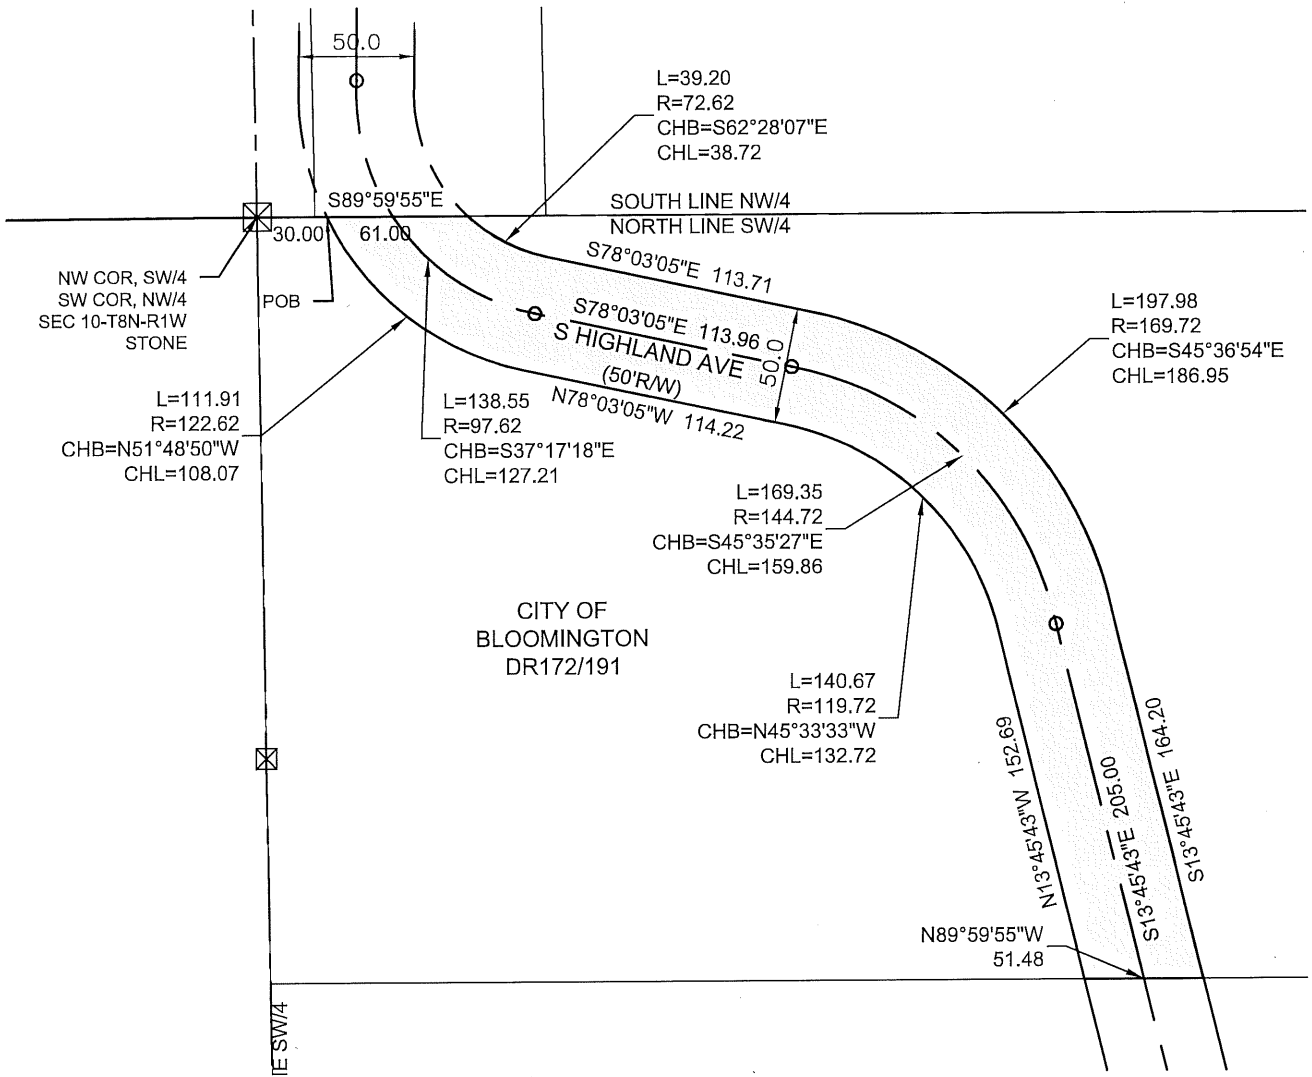 50.0
L=39.20
R=72.62
CHB=S62°28'07"E
CHL=38.72
S89°59'55"E
SOUTH LINE NW/4
NORTH LINE SW/4
30.00
61.00
NW COR, SW/4
SW COR, NW/4
SEC 10-T8N-R1W
STONE
POB
S78°03'05"E 113.71
S78°03'05"E 113.96
S HIGHLAND AVE
(50'R/W)
50.0
N78°03'05"W 114.22
L=197.98
R=169.72
CHB=S45°36'54"E
CHL=186.95
L=111.91
R=122.62
CHB=N51°48'50"W
CHL=108.07
L=138.55
R=97.62
CHB=S37°17'18"E
CHL=127.21
L=169.35
R=144.72
CHB=S45°35'27"E
CHL=159.86
CITY OF
BLOOMINGTON
DR172/191
L=140.67
R=119.72
CHB=N45°33'33"W
CHL=132.72
N13°45'43"W 152.69
S13°45'43"E 205.00
S13°45'43"E 164.20
N89°59'55"W
51.48
SW/4